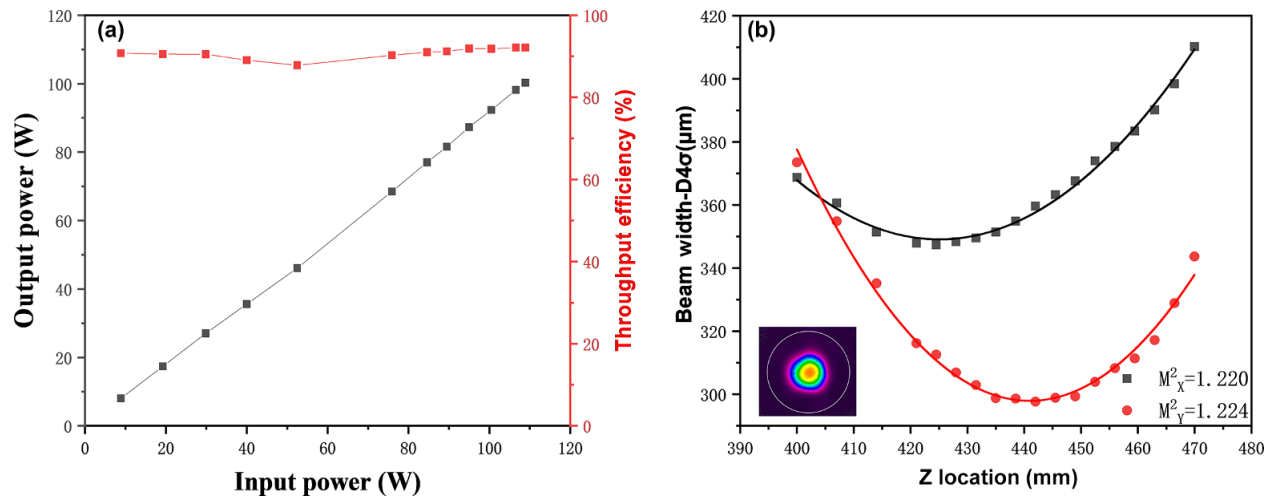 (a)
Output power (W)
120
100
80
60
40
20
0
0 20 40 60 80 100 120
Input power (W)
100
80
60
40
20
0
Throughput efficiency (%)
(b)
Beam width-D4σ(μm)
420
400
380
360
340
320
300
390 400 410 420 430 440 450 460 470 480
Z location (mm)
M²X=1.220
M²Y=1.224